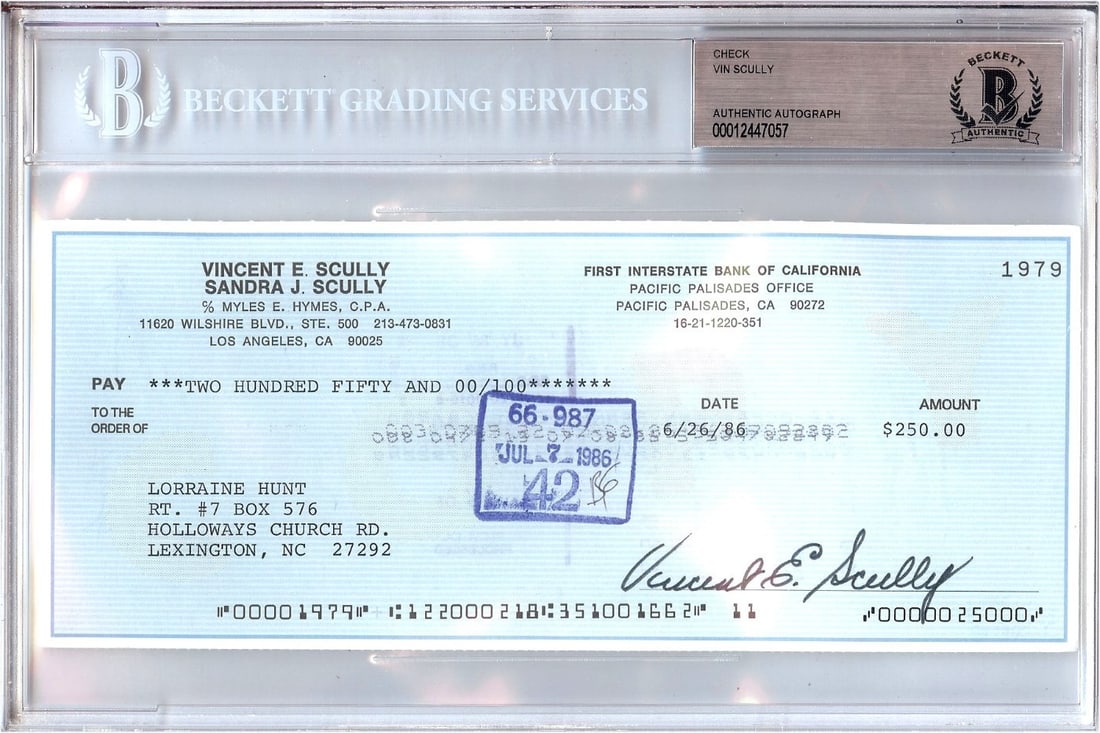 BECKETT GRADING SERVICES
CHECK
VIN SCULLY
AUTHENTIC AUTOGRAPH
00012447057
BECKETT
B
AUTHENTIC
VINCENT E. SCULLY
SANDRA J. SCULLY
℅ MYLES E. HYMES, C.P.A.
11620 WILSHIRE BLVD., STE. 500 213-473-0831
LOS ANGELES, CA 90025
FIRST INTERSTATE BANK OF CALIFORNIA
PACIFIC PALISADES OFFICE
PACIFIC PALISADES, CA 90272
16-21-1220-351
1979
PAY ***TWO HUNDRED FIFTY AND 00/100*******
TO THE
ORDER OF
DATE
6/26/86
AMOUNT
$250.00
66-987
JUL 7 1986
42
LORRAINE HUNT
RT. #7 BOX 576
HOLLOWAYS CHURCH RD.
LEXINGTON, NC 27292
Vincent E. Scully
⑈00001979⑈ ⑆122000218⑆351001662⑈ 11 ⑈0000025000⑈